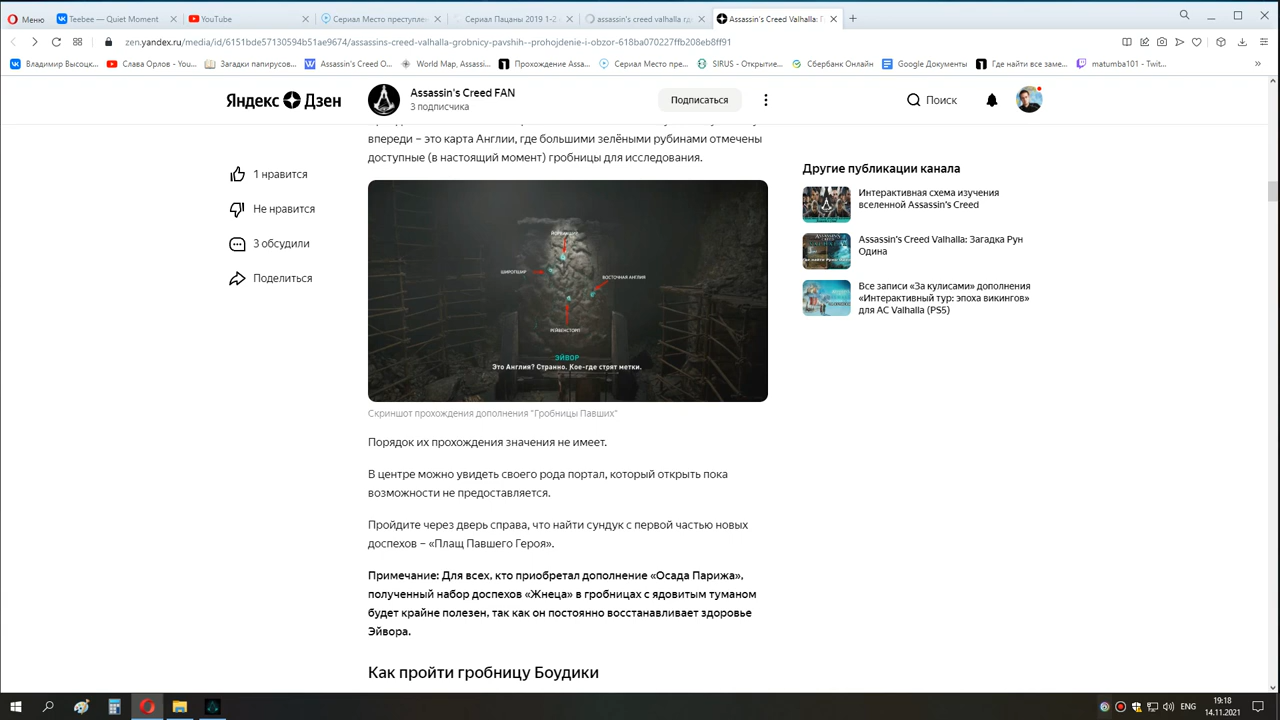 Меню
Teebee — Quiet Moment
YouTube
Сериал Место преступлен
Сериал Пацаны 2019 1-2
assassin's creed valhalla гд
Assassin's Creed Valhalla: Г
zen.yandex.ru/media/id/6151bde57130594b51ae9674/assassins-creed-valhalla-grobnicy-pavshih--prohojdenie-i-obzor-618ba070227ffb208eb8ff91
Владимир Высоцк...
Слава Орлов - You...
Загадки папирусов...
Assassin's Creed O...
World Map, Assassi...
Прохождение Assa...
Сериал Место пре...
SIRUS - Открытие...
Сбербанк Онлайн
Google Документы
Где найти все заме...
matumba101 - Twit...
Яндекс Дзен
Assassin's Creed FAN
3 подписчика
Подписаться
Поиск
впереди – это карта Англии, где большими зелёными рубинами отмечены
доступные (в настоящий момент) гробницы для исследования.
1 нравится
Не нравится
3 обсудили
Поделиться
ШИРОПШИР
ВОСТОЧНАЯ АНГЛИЯ
ЭЙВОР
Это Англия? Странно. Кое-где стрят метки.
Скриншот прохождения дополнения "Гробницы Павших"
Порядок их прохождения значения не имеет.
В центре можно увидеть своего рода портал, который открыть пока
возможности не предоставляется.
Пройдите через дверь справа, что найти сундук с первой частью новых
доспехов – «Плащ Павшего Героя».
Примечание: Для всех, кто приобретал дополнение «Осада Парижа»,
полученный набор доспехов «Жнеца» в гробницах с ядовитым туманом
будет крайне полезен, так как он постоянно восстанавливает здоровье
Эйвора.
Как пройти гробницу Боудики
Другие публикации канала
Интерактивная схема изучения
вселенной Assassin's Creed
Assassin's Creed Valhalla: Загадка Рун
Одина
Все записи «За кулисами» дополнения
«Интерактивный тур: эпоха викингов»
для AC Valhalla (PS5)
ENG
19:18
14.11.2021